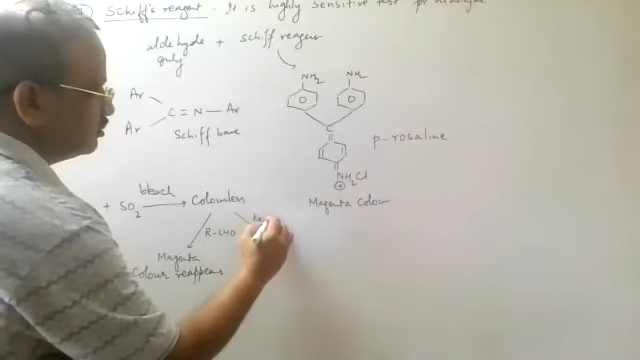 Schiff's reagent . It is highly sensitive test for aldehyde
aldehyde + schiff reagent
only
NH2 NH2
Ar
C = N — Ar
Ar
Schiff base
C
p-rosaline
NH2Cl
+
Magenta Colour
+ SO2 bleach Colourless
R-CHO Ke
Magenta
Colour reappears